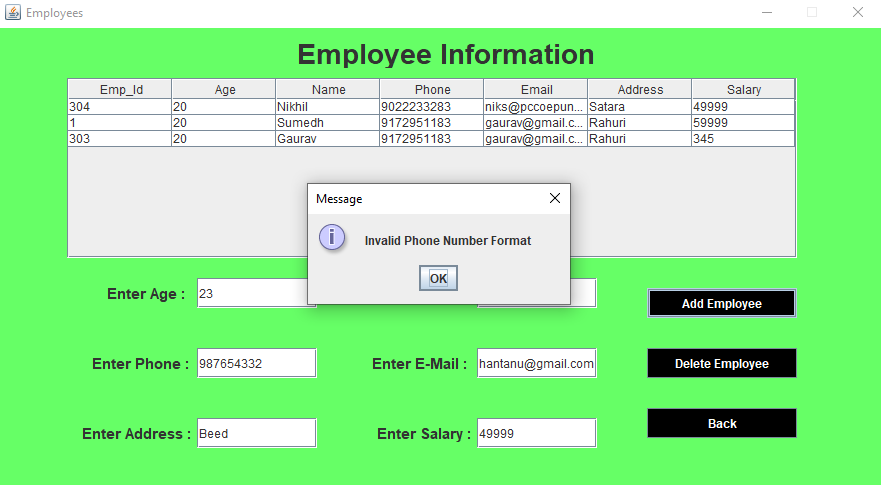 Employees
Employee Information
Emp_Id Age Name Phone Email Address Salary
304 20 Nikhil 9022233283 niks@pccoepun... Satara 49999
1 20 Sumedh 9172951183 gaurav@gmail.c... Rahuri 59999
303 20 Gaurav 9172951183 gaurav@gmail.c... Rahuri 345
Message
Invalid Phone Number Format
OK
Enter Age : 23
Add Employee
Enter Phone : 987654332 Enter E-Mail : hantanu@gmail.com Delete Employee
Enter Address : Beed Enter Salary : 49999 Back